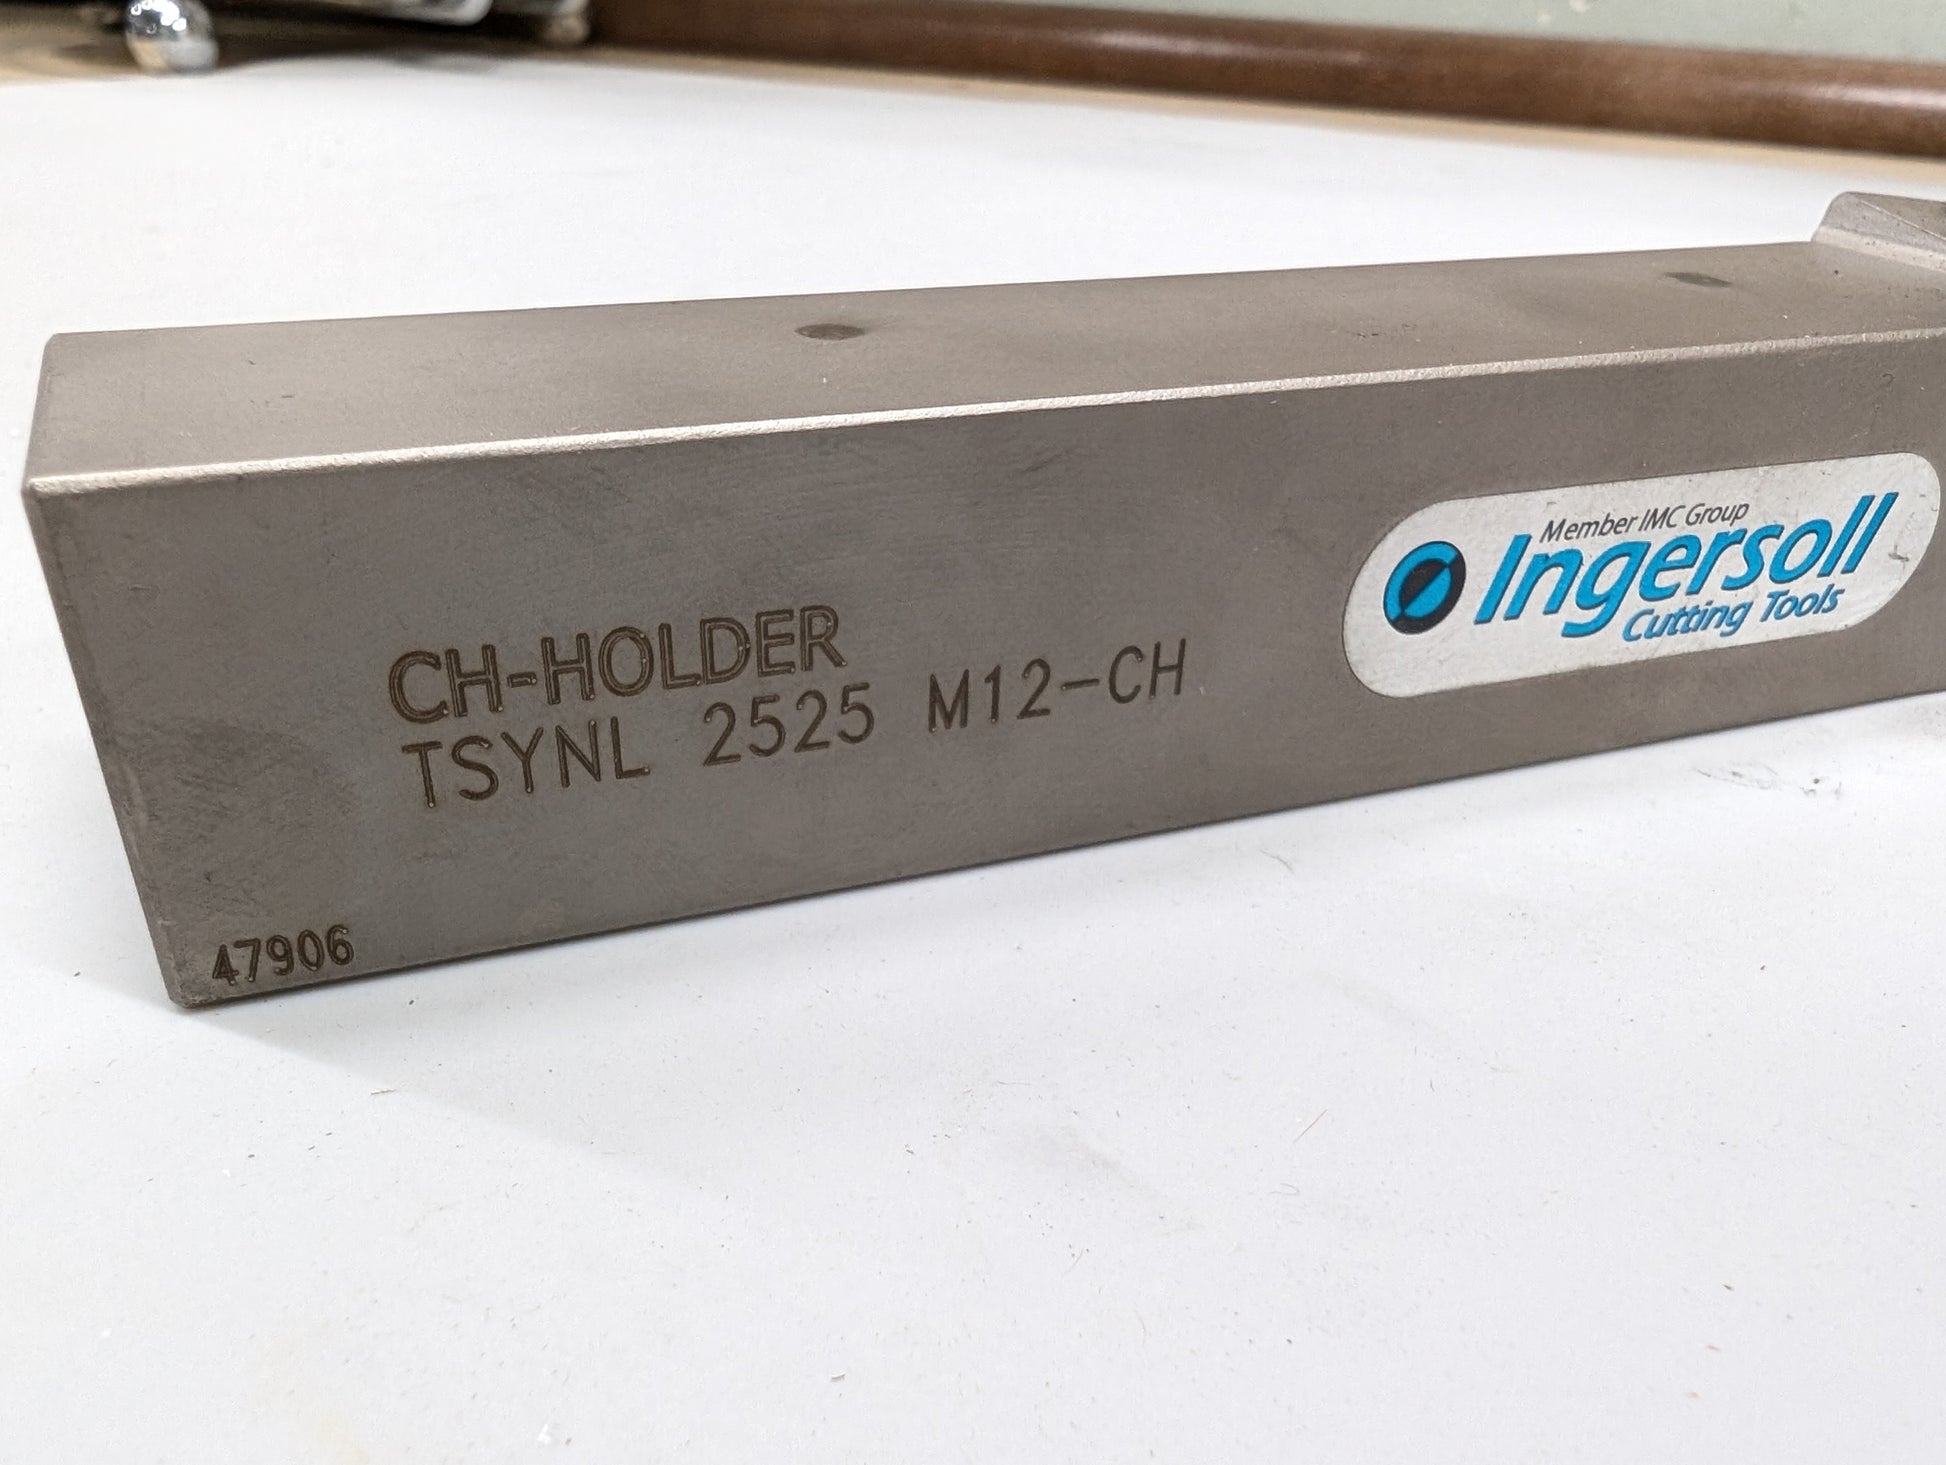 CH-HOLDER
TSYNL 2525 M12-CH
47906
Member IMC Group
Ingersoll
Cutting Tools